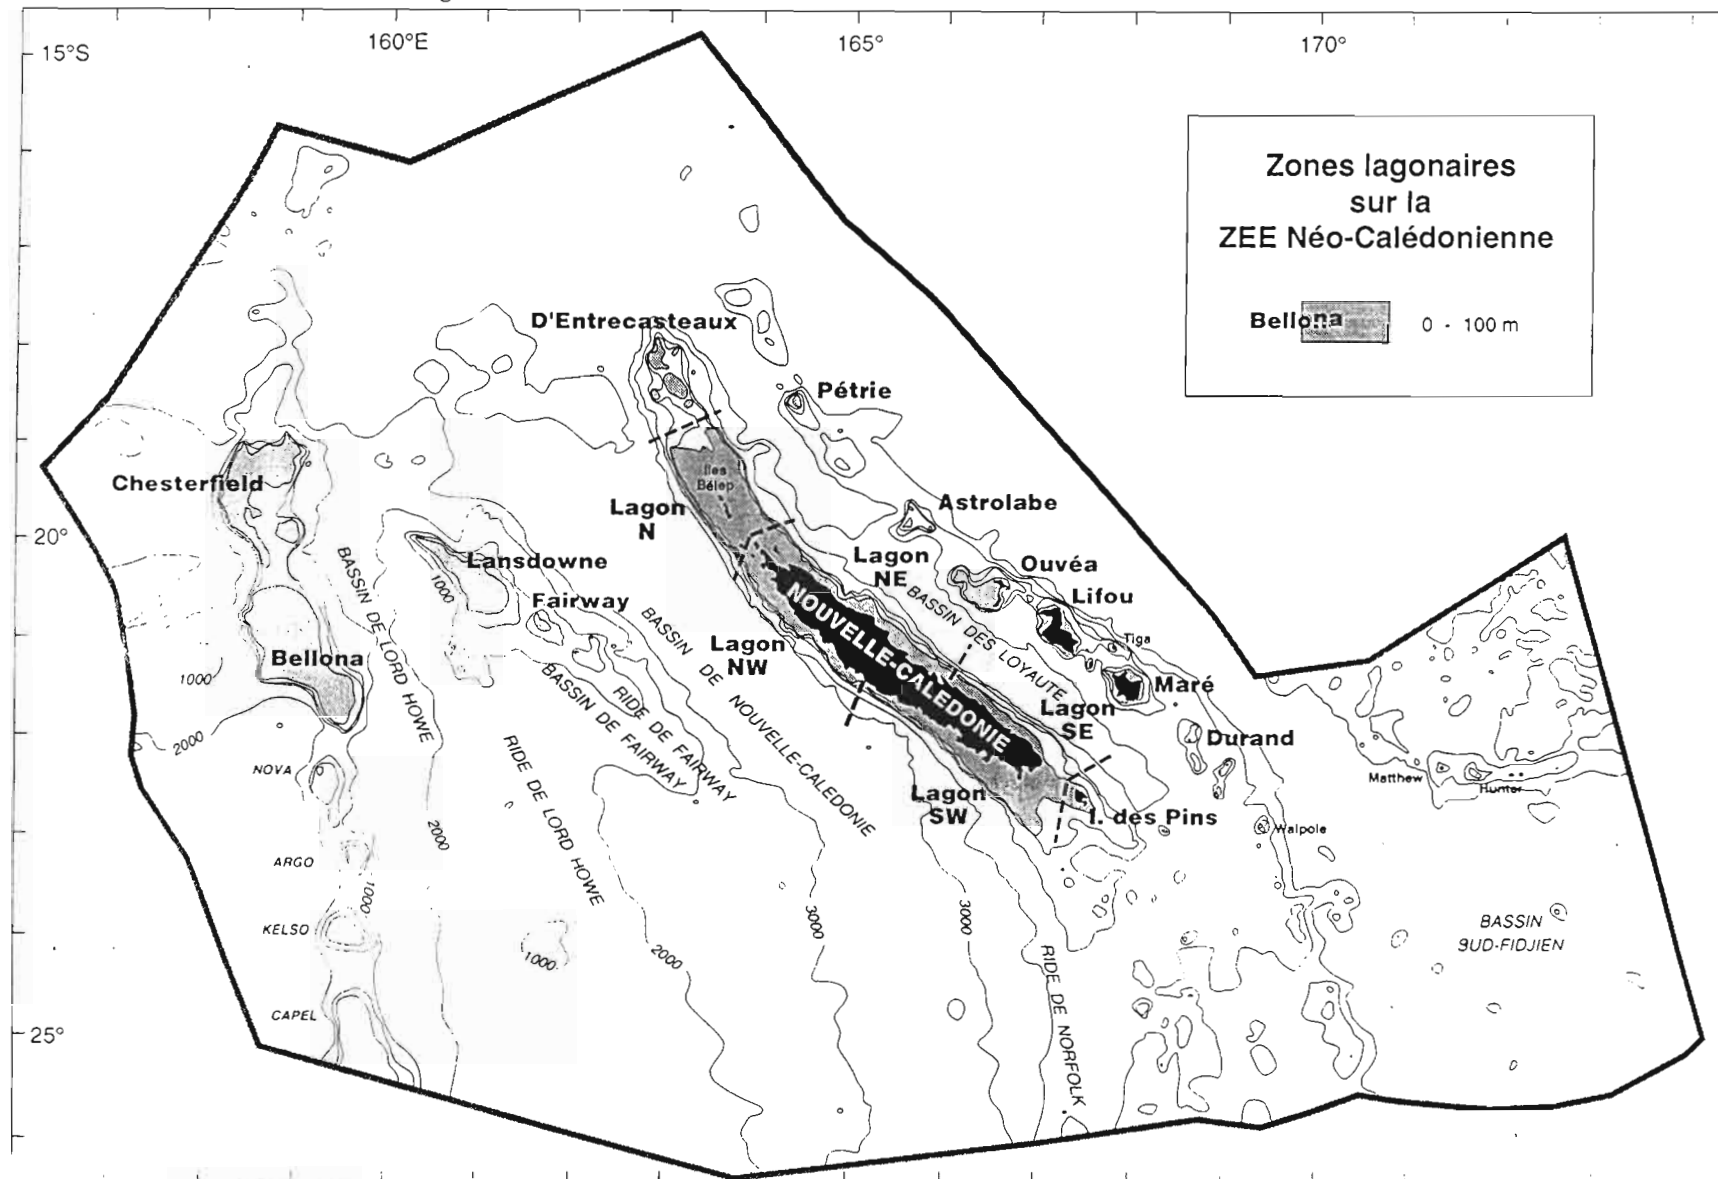 160°E
165°
170°
15°S
Zones lagonaires
sur la
ZEE Néo-Calédonienne
Bellona
0 - 100 m
D'Entrecasteaux
Pétrie
Chesterfield
Iles
Bélep
Lagon
N
Astrolabe
20°
Lansdowne
1000
Lagon
NE
Ouvéa
Fairway
Lifou
BASSIN DE LORD HOWE
NOUVELLE-CALEDONIE
BASSIN DES LOYAUTE
Tiga
Lagon
NW
Bellona
1000
Maré
BASSIN DE NOUVELLE-CALEDONIE
RIDE DE FAIRWAY
BASSIN DE FAIRWAY
Lagon
SE
2000
Durand
RIDE DE LORD HOWE
NOVA
Matthew
Hunter
Lagon
SW
I. des Pins
Walpole
2000
ARGO
1000
3000
3000
KELSO
BASSIN
SUD-FIDJIEN
1000
2000
RIDE DE NORFOLK
CAPEL
25°